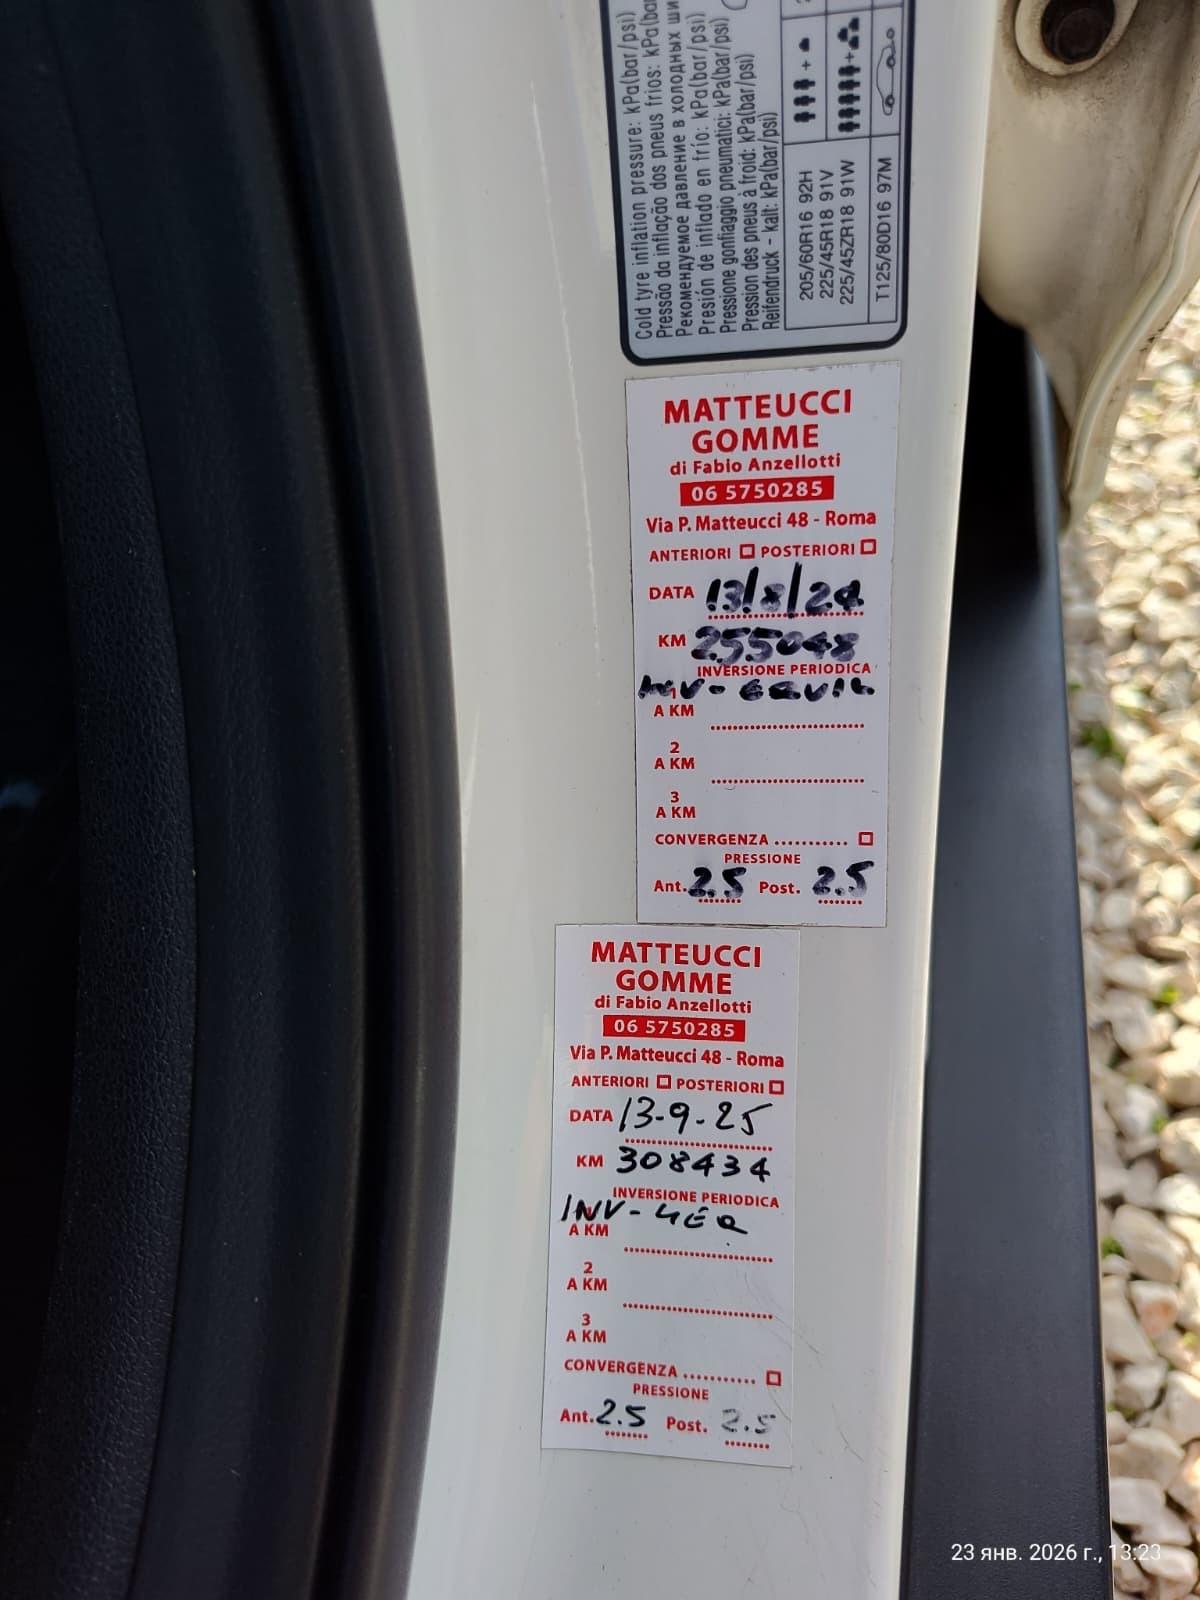 Cold tyre inflation pressure: kPa(bar/psi)
Pressão da inflação dos pneus frios: kPa(bar
Рекомендуемое давление в холодных ши
Presión de inflado en frío: kPa(bar/psi)
Pressione gonfiaggio pneumatici: kPa(bar/psi)
Pression des pneus à froid: kPa(bar/psi)
Reifendruck - kalt: kPa(bar/psi)
205/60R16 92H
225/45R18 91V
225/45ZR18 91W
T125/80D16 97M
MATTEUCCI
GOMME
di Fabio Anzellotti
06 5750285
Via P. Matteucci 48 - Roma
ANTERIORI POSTERIORI
DATA 13/8/24
KM 255048
INVERSIONE PERIODICA
INV-
1
A KM
2
A KM
3
A KM
CONVERGENZA ...........
PRESSIONE
Ant. 2.5 Post. 2.5
MATTEUCCI
GOMME
di Fabio Anzellotti
06 5750285
Via P. Matteucci 48 - Roma
ANTERIORI POSTERIORI
DATA 13-9-25
KM 308434
INVERSIONE PERIODICA
INV-4EQ
A KM
2
A KM
3
A KM
CONVERGENZA ...........
PRESSIONE
Ant. 2.5 Post. 2.5
23 янв. 2026 г., 13:23